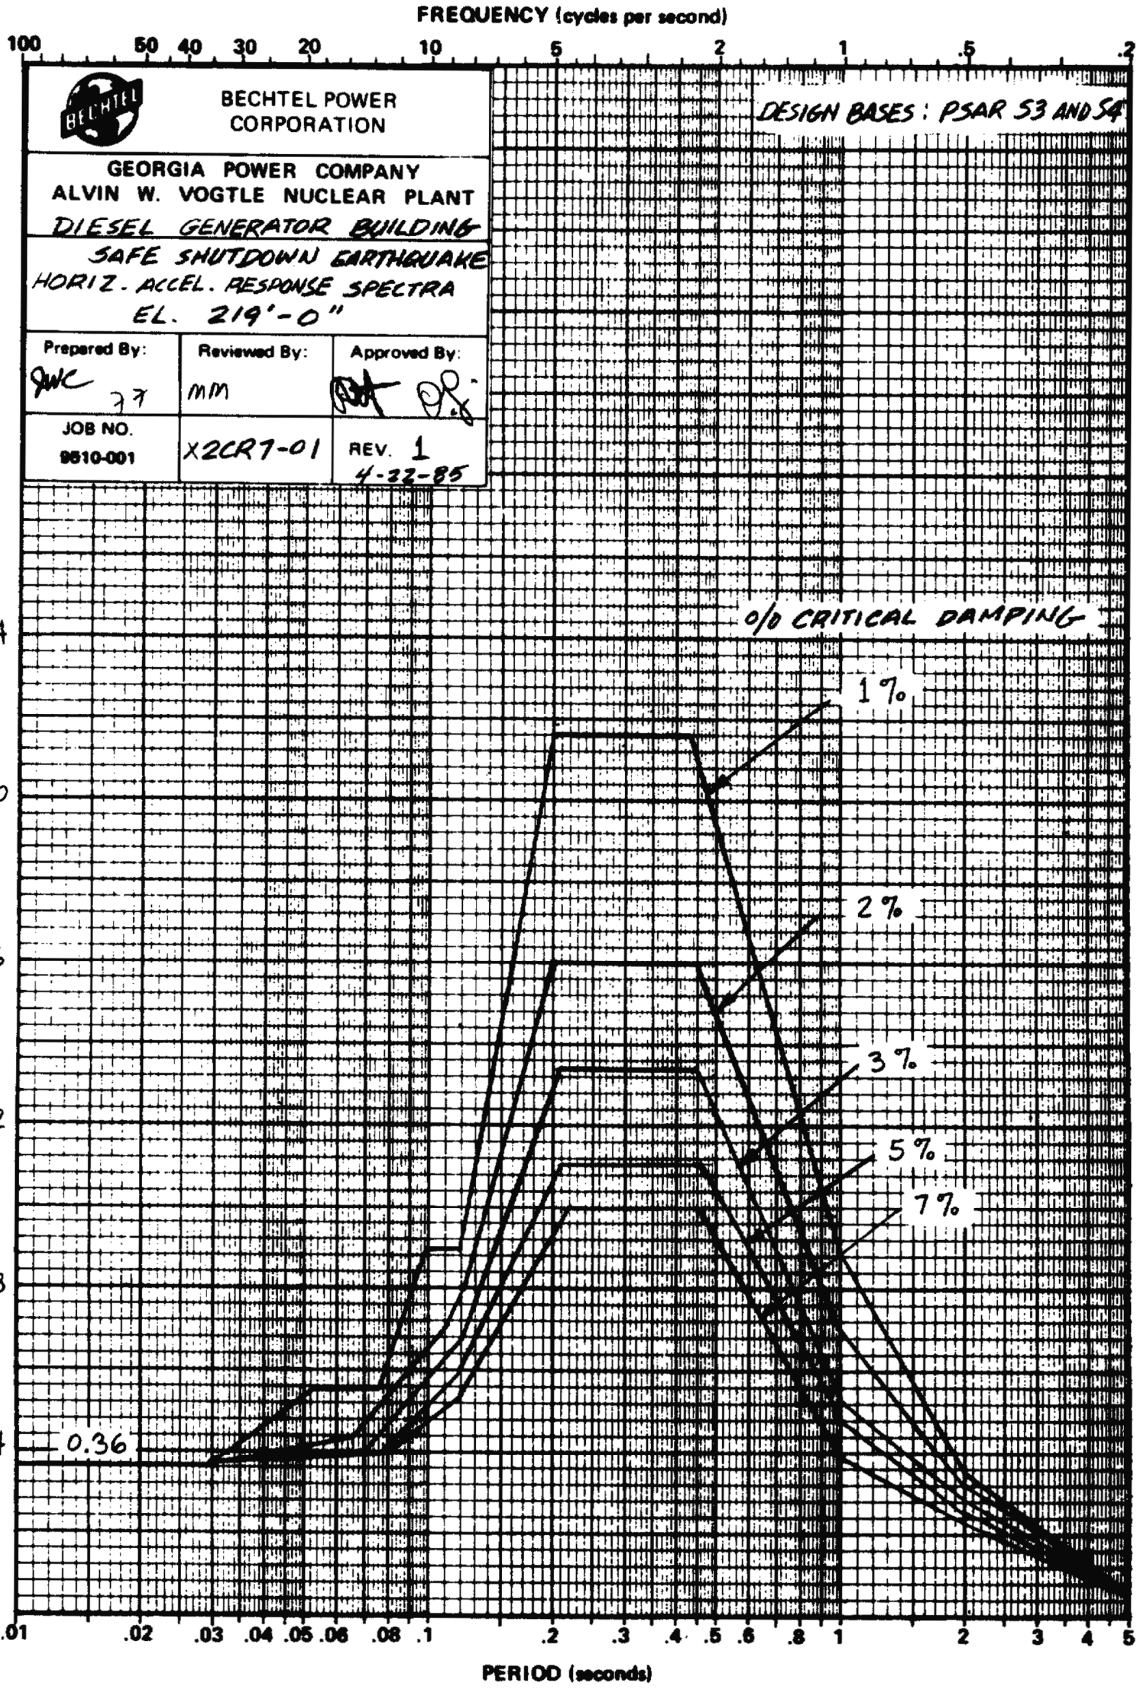 FREQUENCY (cycles per second)
100 50 40 30 20 10 5 2 1 .5 .2
BECHTEL
BECHTEL POWER
CORPORATION
DESIGN BASES: PSAR S3 AND S4
GEORGIA POWER COMPANY
ALVIN W. VOGTLE NUCLEAR PLANT
DIESEL GENERATOR BUILDING
SAFE SHUTDOWN EARTHQUAKE
HORIZ. ACCEL. RESPONSE SPECTRA
EL. 219'-0"
Prepared By: Reviewed By: Approved By:
JWC 77 MM
JOB NO.
9510-001
X2CR7-01
REV. 1
4-22-85
o/o CRITICAL DAMPING
1%
2%
3%
5%
7%
0.36
.01 .02 .03 .04 .05 .06 .08 .1 .2 .3 .4 .5 .6 .8 1 2 3 4 5
PERIOD (seconds)